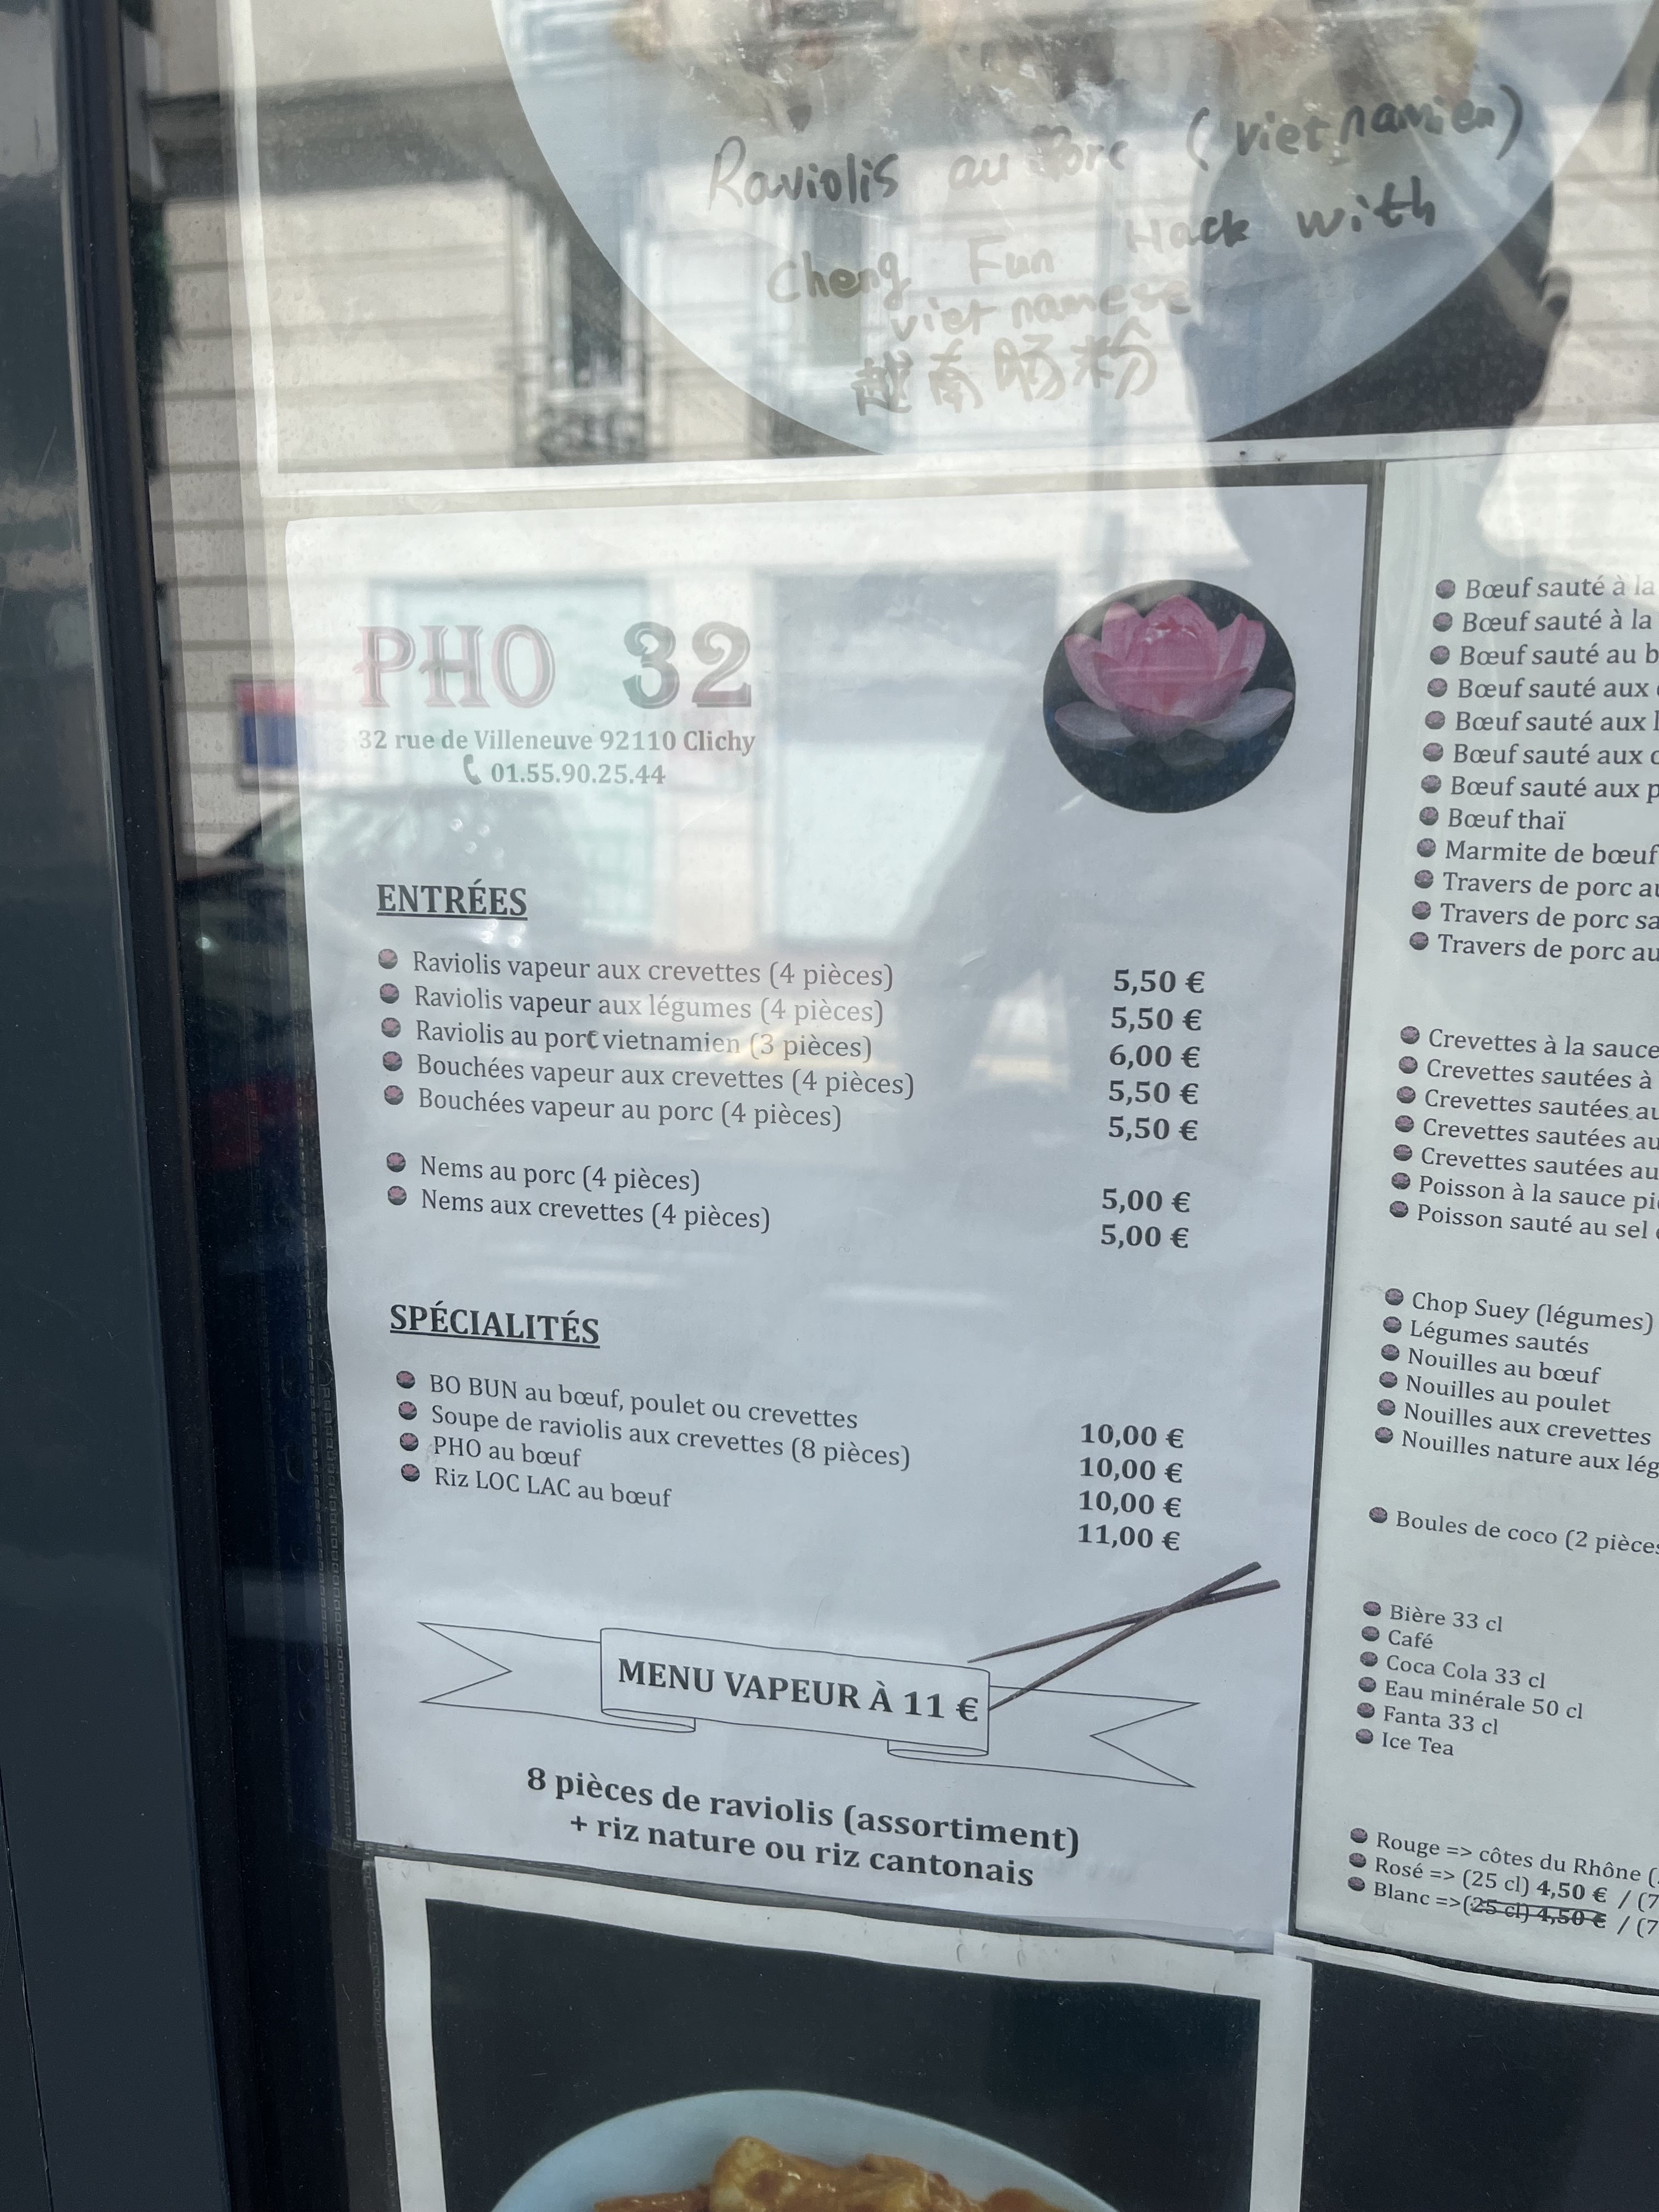 Raviolis au Porc (vietnamien)
Cheng Fun Hack with
vietnamese
越南肠粉
PHO 32
32 rue de Villeneuve 92110 Clichy
01.55.90.25.44
ENTRÉES
Raviolis vapeur aux crevettes (4 pièces) 5,50 €
Raviolis vapeur aux légumes (4 pièces) 5,50 €
Raviolis au porc vietnamien (3 pièces) 6,00 €
Bouchées vapeur aux crevettes (4 pièces) 5,50 €
Bouchées vapeur au porc (4 pièces) 5,50 €
Nems au porc (4 pièces) 5,00 €
Nems aux crevettes (4 pièces) 5,00 €
SPÉCIALITÉS
BO BUN au bœuf, poulet ou crevettes 10,00 €
Soupe de raviolis aux crevettes (8 pièces) 10,00 €
PHO au bœuf 10,00 €
Riz LOC LAC au bœuf 11,00 €
MENU VAPEUR À 11 €
8 pièces de raviolis (assortiment)
+ riz nature ou riz cantonais
Bœuf sauté à la
Bœuf sauté à la
Bœuf sauté au
Bœuf sauté aux
Bœuf sauté aux
Bœuf sauté aux
Bœuf sauté aux
Bœuf thaï
Marmite de bœuf
Travers de porc
Travers de porc
Travers de porc
Crevettes à la sauce
Crevettes sautées à
Crevettes sautées
Crevettes sautées
Crevettes sautées
Poisson à la sauce
Poisson sauté au sel
Chop Suey (légumes)
Légumes sautés
Nouilles au bœuf
Nouilles au poulet
Nouilles aux crevettes
Nouilles nature aux
Boules de coco (2 pièces
Bière 33 cl
Café
Coca Cola 33 cl
Eau minérale 50 cl
Fanta 33 cl
Ice Tea
Rouge => côtes du Rhône (
Rosé => (25 cl) 4,50 € / (7
Blanc =>(25 cl) 4,50 € / (7